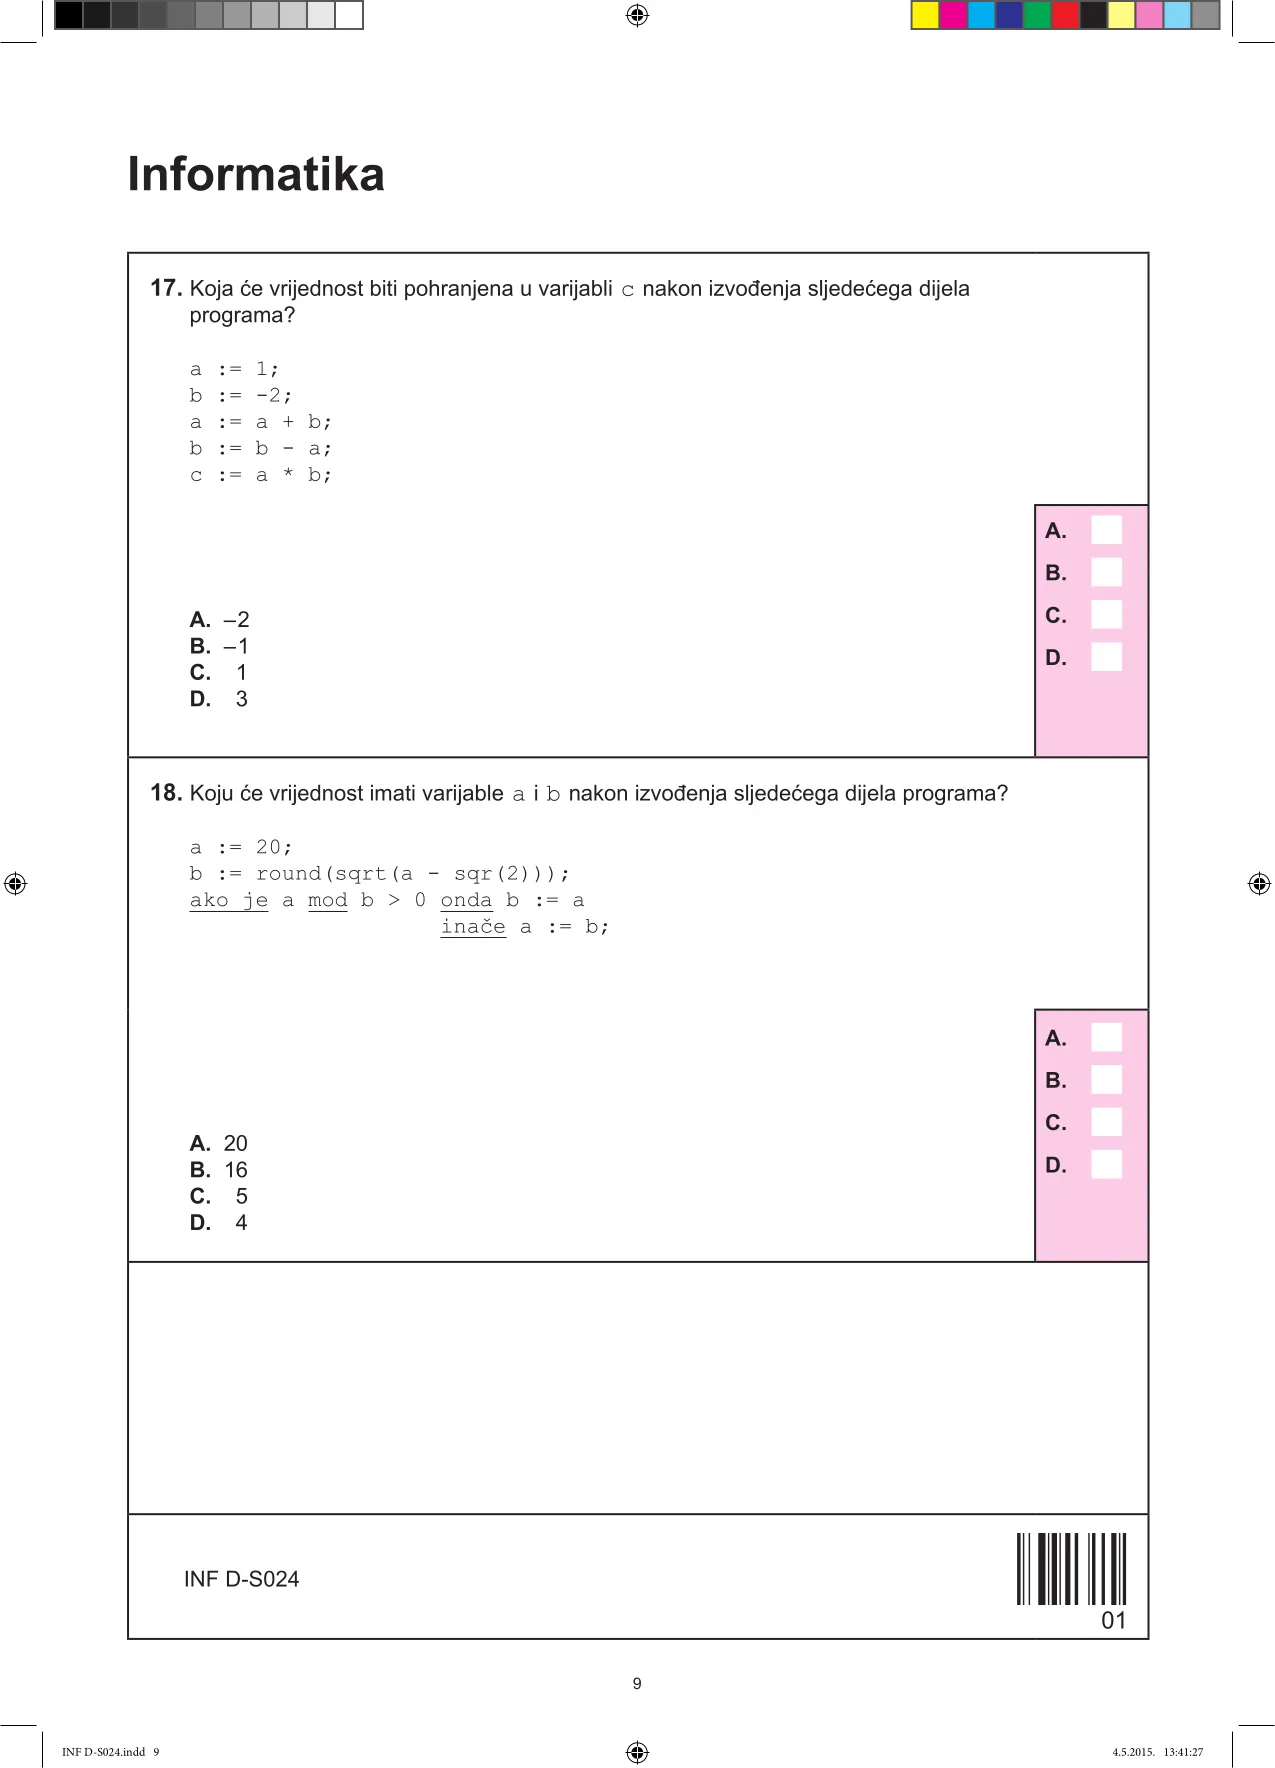 Informatika
17. Koja će vrijednost biti pohranjena u varijabli c nakon izvođenja sljedećega dijela
programa?
a := 1;
b := -2;
a := a + b;
b := b - a;
c := a * b;
A.
B.
C.
D.
A. –2
B. –1
C. 1
D. 3
18. Koju će vrijednost imati varijable a i b nakon izvođenja sljedećega dijela programa?
a := 20;
b := round(sqrt(a - sqr(2)));
ako je a mod b > 0 onda b := a
inače a := b;
A.
B.
C.
D.
A. 20
B. 16
C. 5
D. 4
INF D-S024
01
9
INF D-S024.indd 9
4.5.2015. 13:41:27